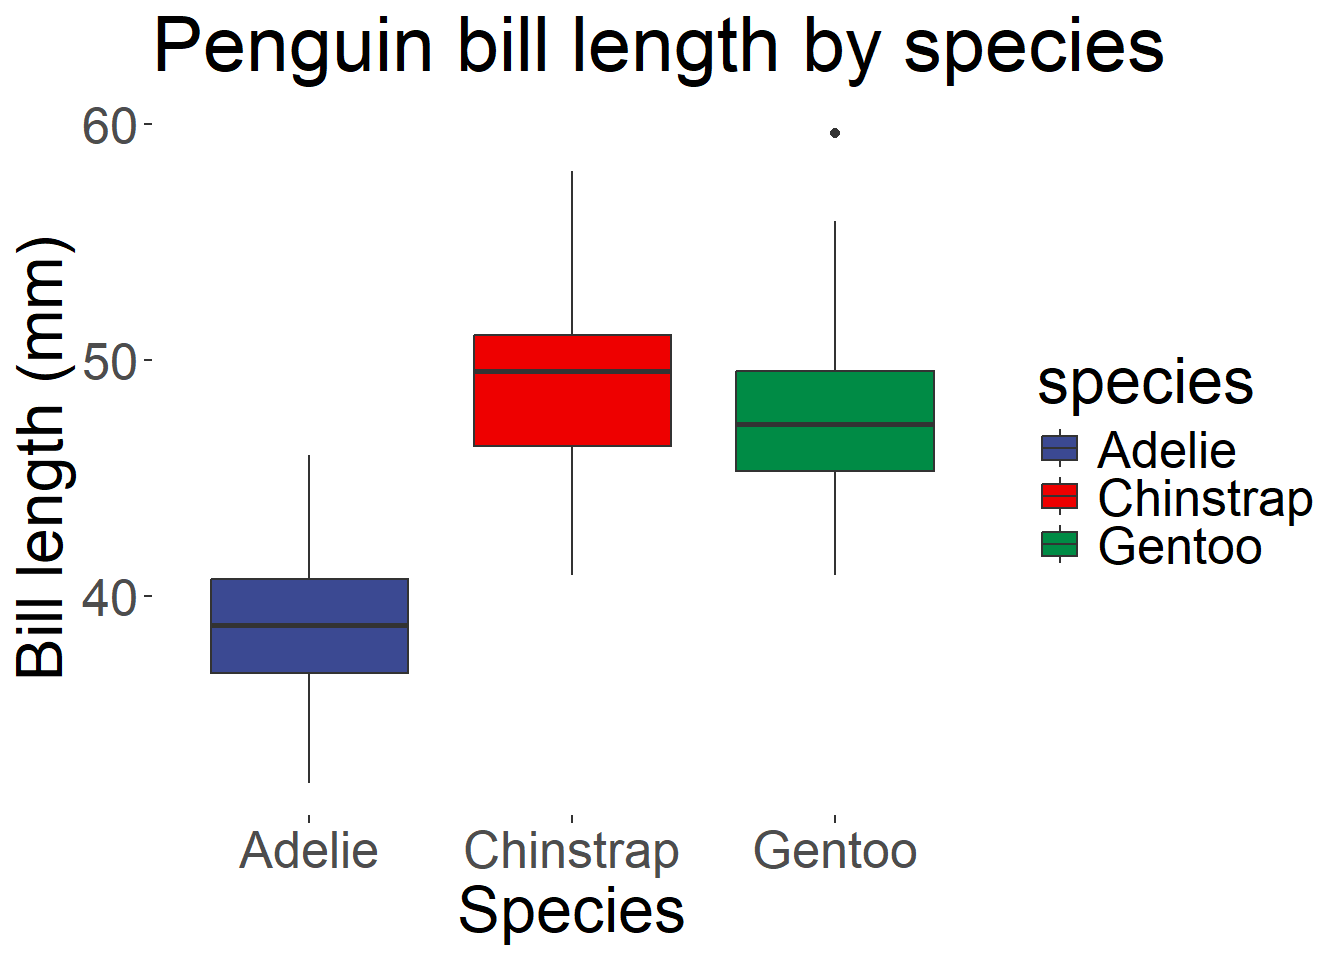 Penguin bill length by species
60
50
40
Bill length (mm)
Adelie
Chinstrap
Gentoo
Species
species
Adelie
Chinstrap
Gentoo